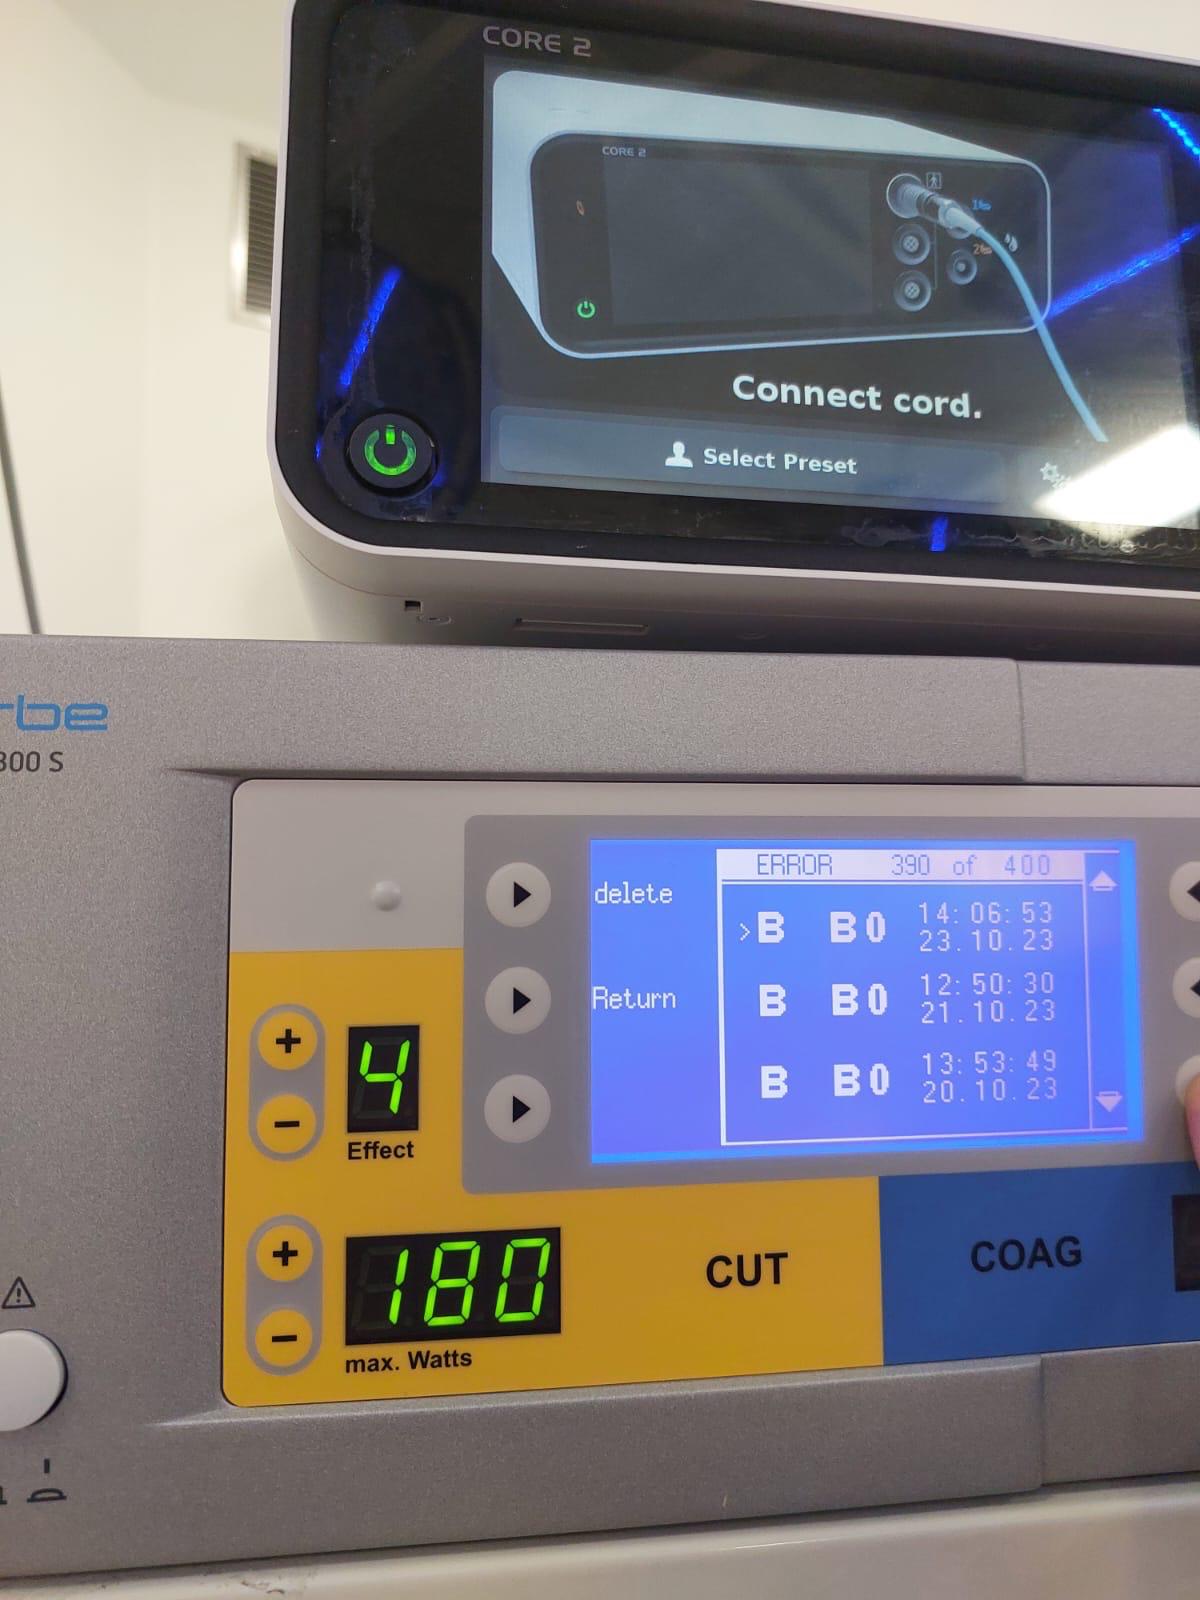 CORE 2
CORE 2
1
2
Connect cord.
Select Preset
rbe
300 S
delete
Return
ERROR 390 of 400
>B B0 14:06:53
23.10.23
B B0 12:50:30
21.10.23
B B0 13:53:49
20.10.23
+
4
−
Effect
+
180
−
max. Watts
CUT
COAG